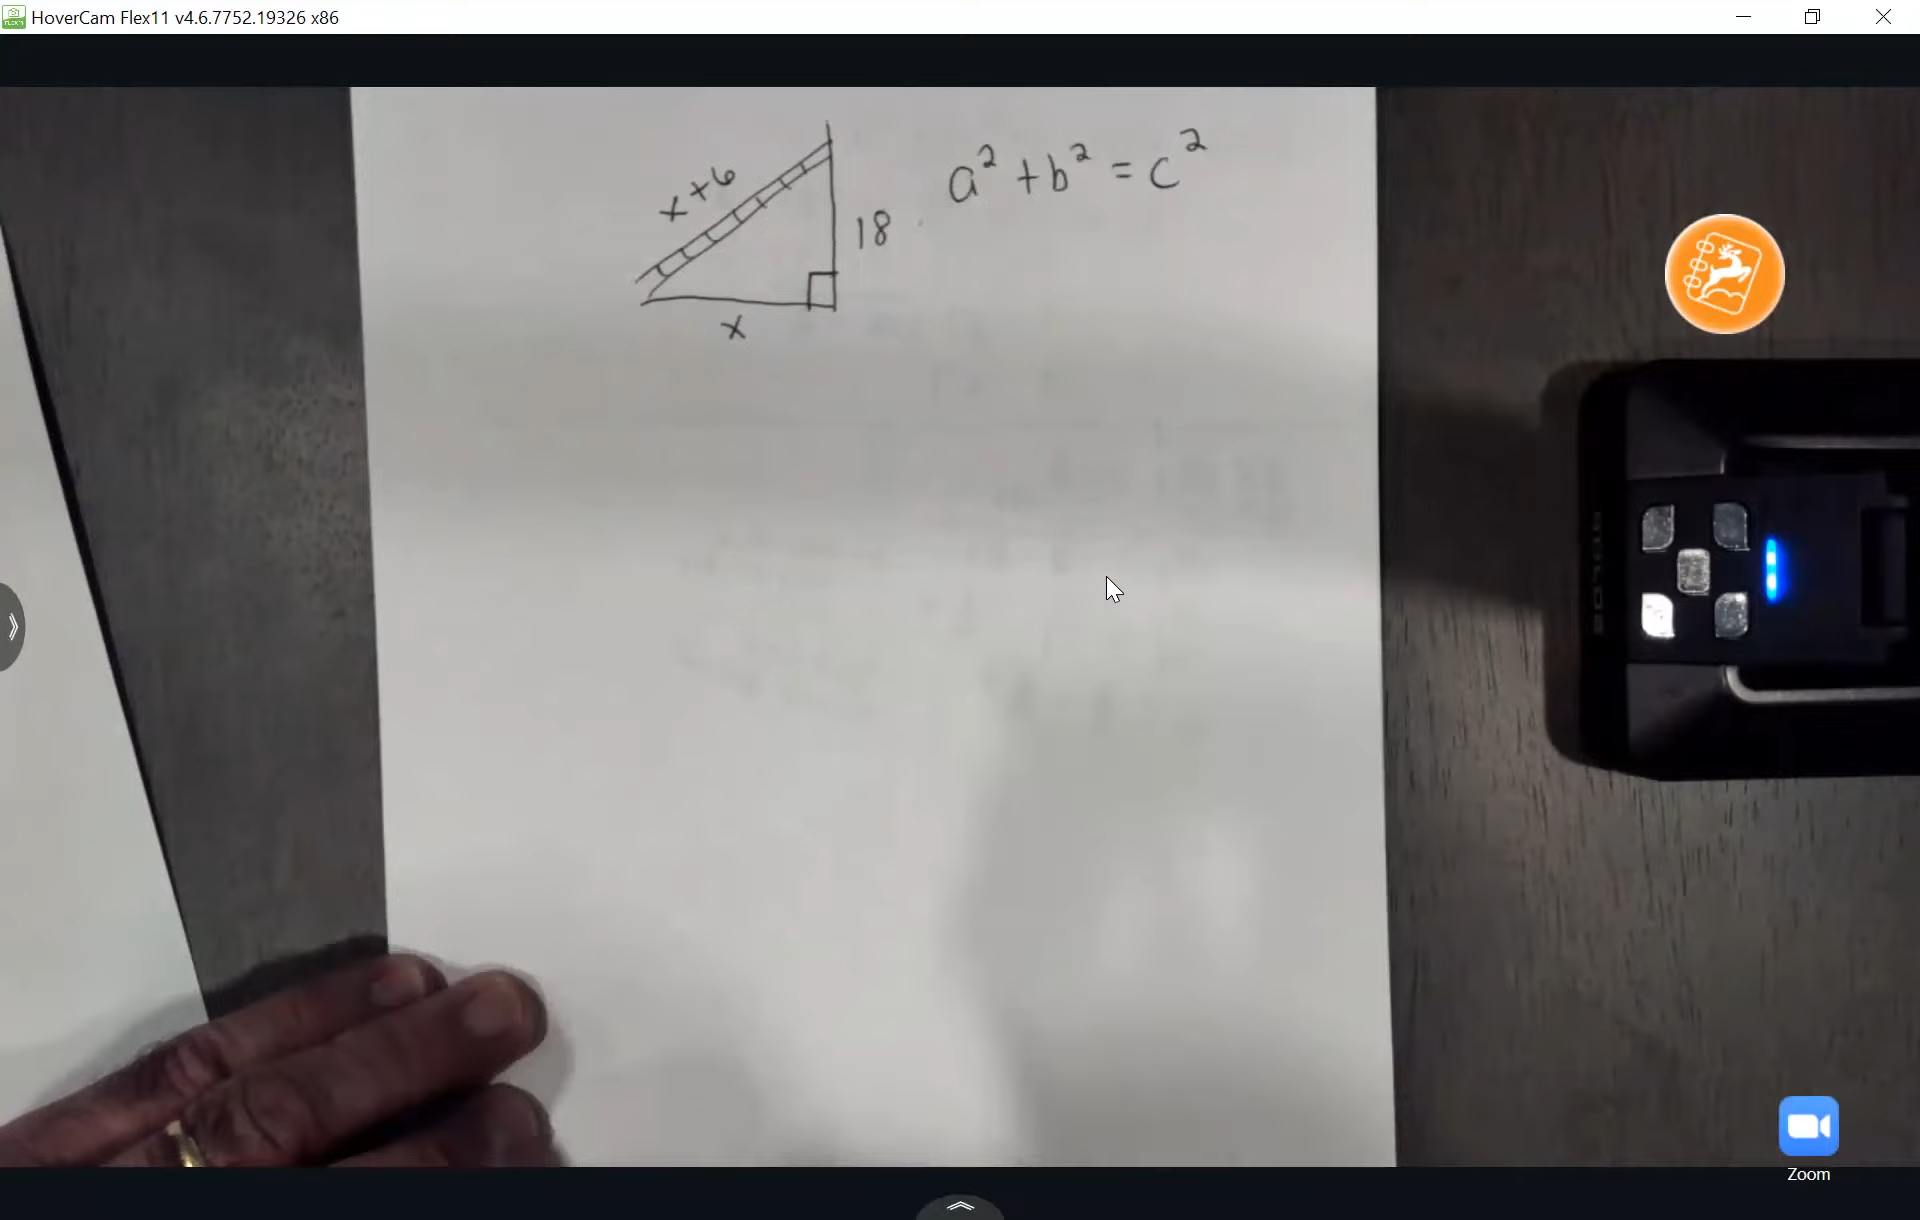 HoverCam Flex11 v4.6.7752.19326 x86
x+6
a² + b² = c²
18
x
Zoom